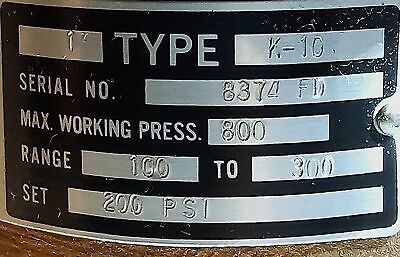 1" TYPE K-10
SERIAL NO. 8374 FD
MAX. WORKING PRESS. 800
RANGE 100 TO 300
SET 200 PSI